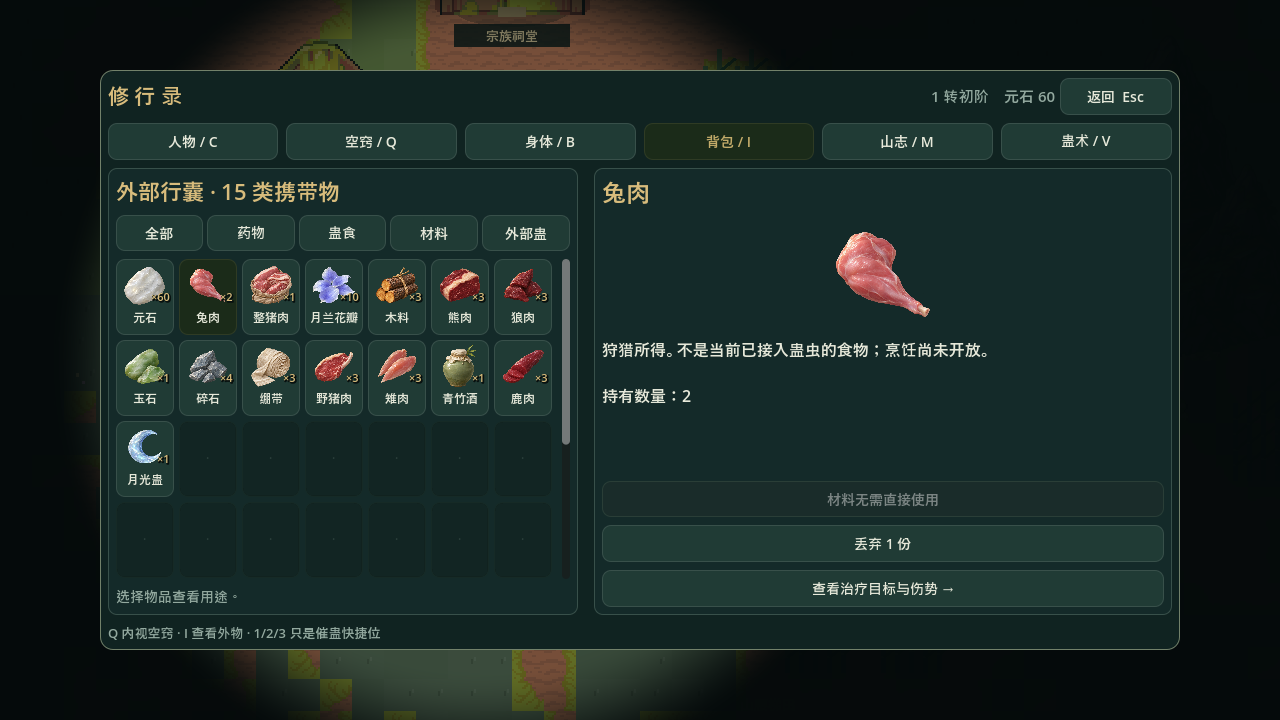 宗族祠堂
修行录
1 转初阶 元石 60 返回 Esc
人物 / C 空窍 / Q 身体 / B 背包 / I 山志 / M 蛊术 / V
外部行囊 · 15 类携带物
全部 药物 蛊食 材料 外部蛊
×60 ×2 ×1 ×10 ×3 ×3 ×3
元石 兔肉 整猪肉 月兰花瓣 木料 熊肉 狼肉
×1 ×4 ×3 ×3 ×3 ×1 ×3
玉石 碎石 绷带 野猪肉 雉肉 青竹酒 鹿肉
×1
月光蛊
选择物品查看用途。
兔肉
狩猎所得。不是当前已接入蛊虫的食物；烹饪尚未开放。
持有数量：2
材料无需直接使用
丢弃 1 份
查看治疗目标与伤势 →
Q 内视空窍 · I 查看外物 · 1/2/3 只是催蛊快捷位